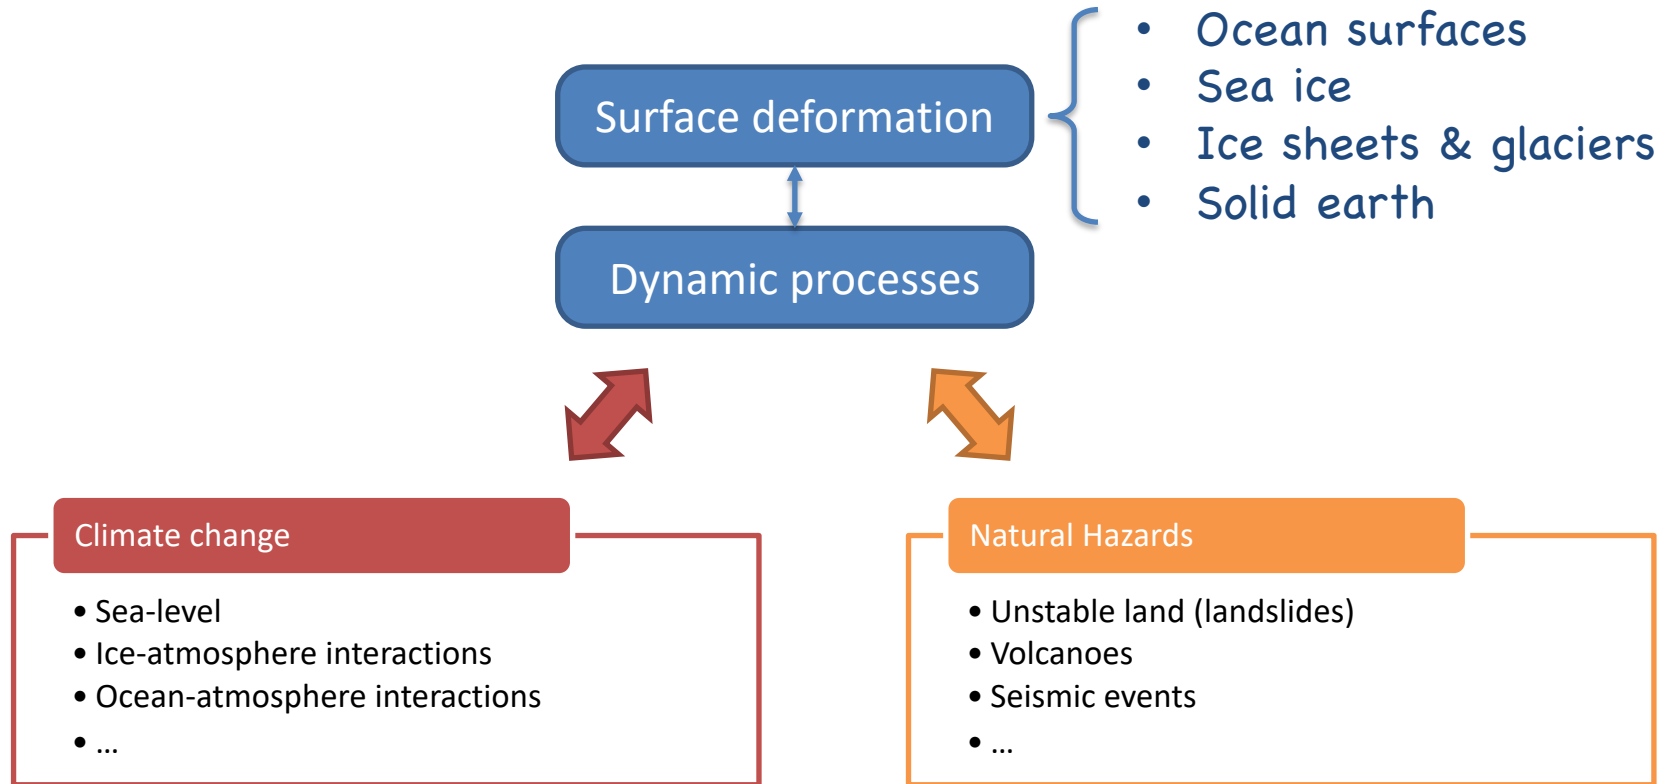 Surface deformation
• Ocean surfaces
• Sea ice
• Ice sheets & glaciers
• Solid earth
Dynamic processes
Climate change
• Sea-level
• Ice-atmosphere interactions
• Ocean-atmosphere interactions
• ...
Natural Hazards
• Unstable land (landslides)
• Volcanoes
• Seismic events
• ...